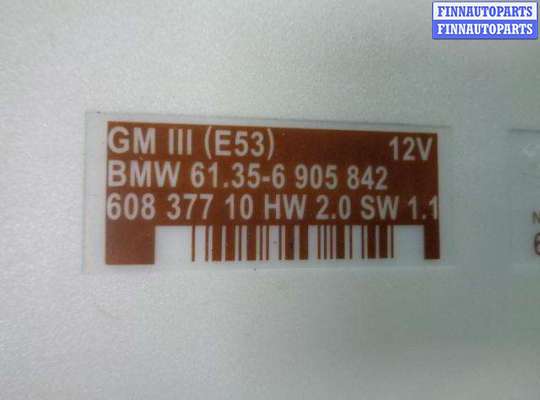 FINNAUTOPARTS
FINNAUTOPARTS
GM III (E53) 12V
BMW 61.35-6 905 842
608 377 10 HW 2.0 SW 1.1